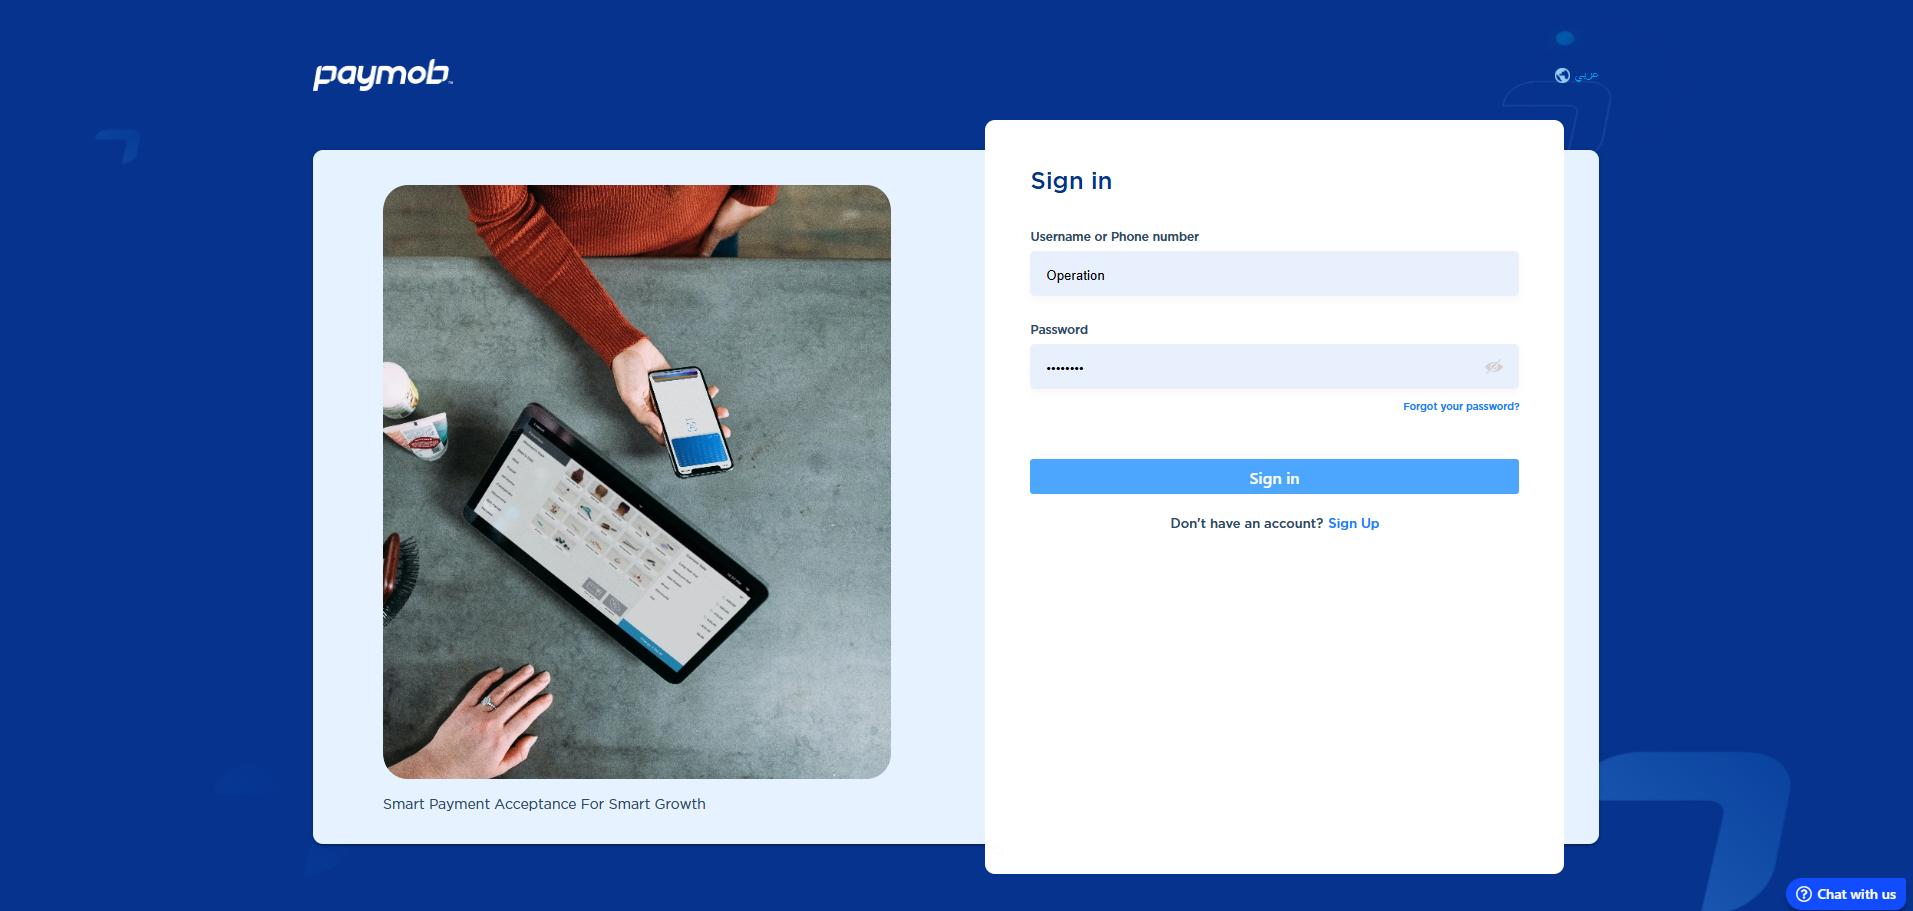 paymob
عربي
Sign in
Username or Phone number
Operation
Password
••••••••
Forgot your password?
Sign in
Don't have an account? Sign Up
Smart Payment Acceptance For Smart Growth
Chat with us